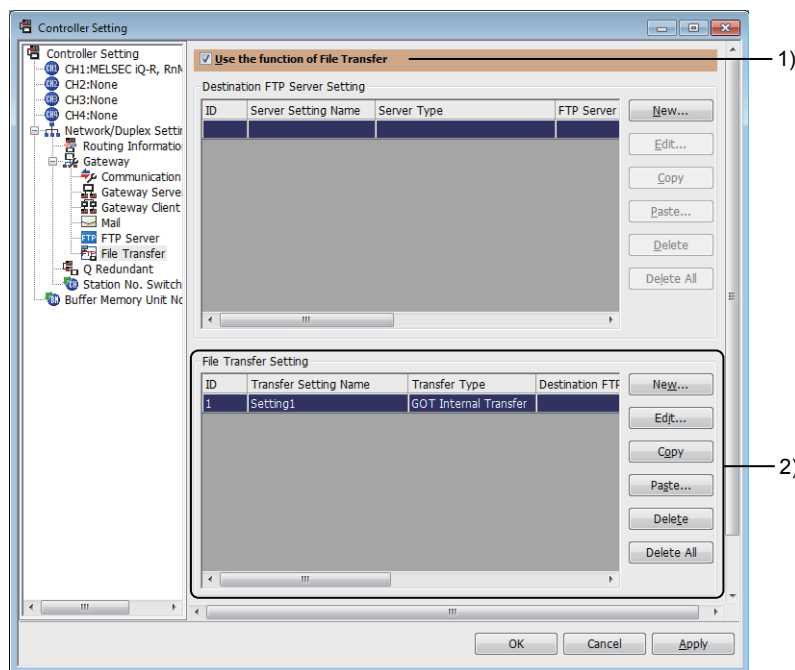 Controller Setting
Controller Setting
CH1:MELSEC iQ-R, RnM
CH2:None
CH3:None
CH4:None
Network/Duplex Settin
Routing Informatio
Gateway
Communication
Gateway Serve
Gateway Client
Mail
FTP FTP Server
File Transfer
Q Redundant
Station No. Switch
Buffer Memory Unit No
Use the function of File Transfer
1)
Destination FTP Server Setting
ID Server Setting Name Server Type FTP Server
New...
Edit...
Copy
Paste...
Delete
Delete All
File Transfer Setting
ID Transfer Setting Name Transfer Type Destination FTP
1 Setting1 GOT Internal Transfer
New...
Edit...
Copy
Paste...
Delete
Delete All
2)
OK Cancel Apply